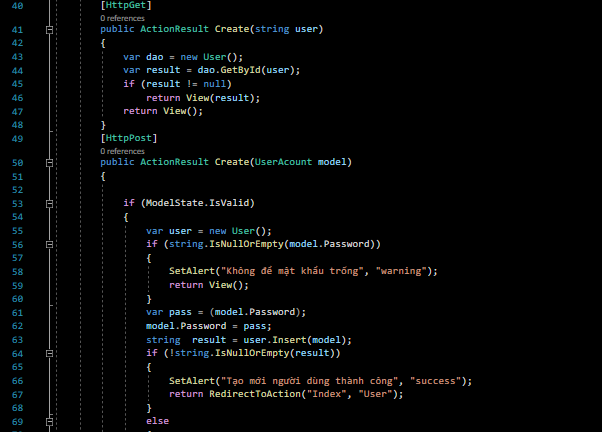 40 [HttpGet]
0 references
41 public ActionResult Create(string user)
42 {
43 var dao = new User();
44 var result = dao.GetById(user);
45 if (result != null)
46 return View(result);
47 return View();
48 }
49 [HttpPost]
0 references
50 public ActionResult Create(UserAcount model)
51 {
52
53 if (ModelState.IsValid)
54 {
55 var user = new User();
56 if (string.IsNullOrEmpty(model.Password))
57 {
58 SetAlert("Không để mật khẩu trống", "warning");
59 return View();
60 }
61 var pass = (model.Password);
62 model.Password = pass;
63 string result = user.Insert(model);
64 if (!string.IsNullOrEmpty(result))
65 {
66 SetAlert("Tạo mới người dùng thành công", "success");
67 return RedirectToAction("Index", "User");
68 }
69 else